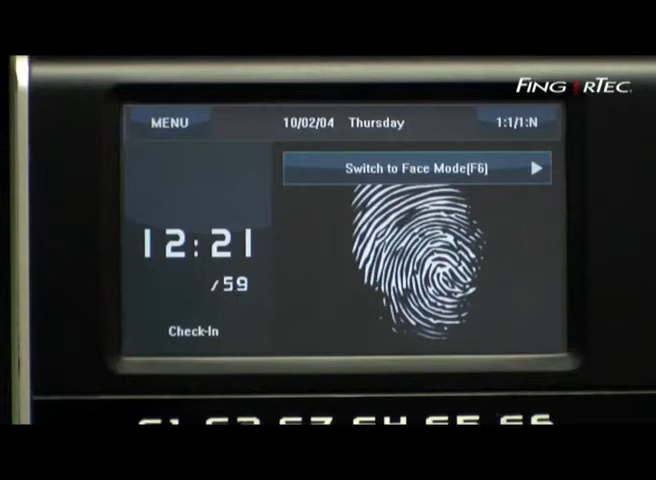 FINGERTEC.
MENU 10/02/04 Thursday 1:1/1:N
Switch to Face Mode[F6]
12:21
/59
Check-In